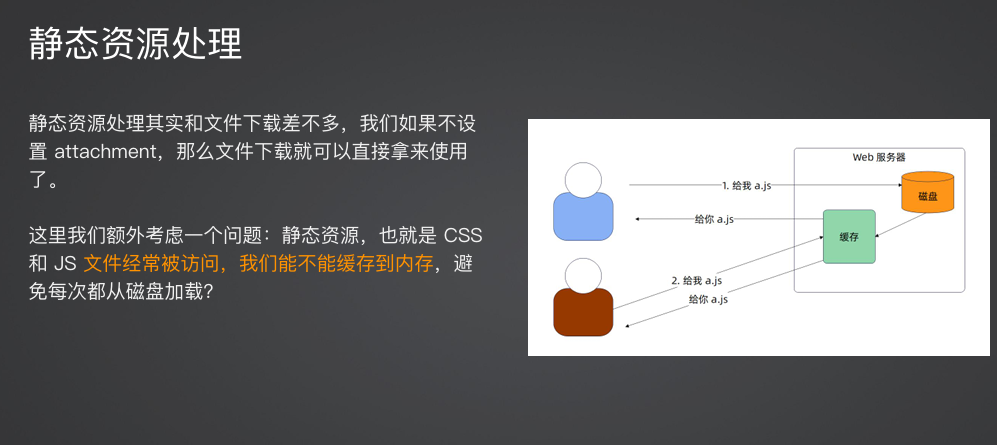 静态资源处理
静态资源处理其实和文件下载差不多，我们如果不设
置 attachment，那么文件下载就可以直接拿来使用
了。
这里我们额外考虑一个问题：静态资源，也就是 CSS
和 JS 文件经常被访问，我们能不能缓存到内存，避
免每次都从磁盘加载？
Web 服务器
1. 给我 a.js
磁盘
给你 a.js
缓存
2. 给我 a.js
给你 a.js